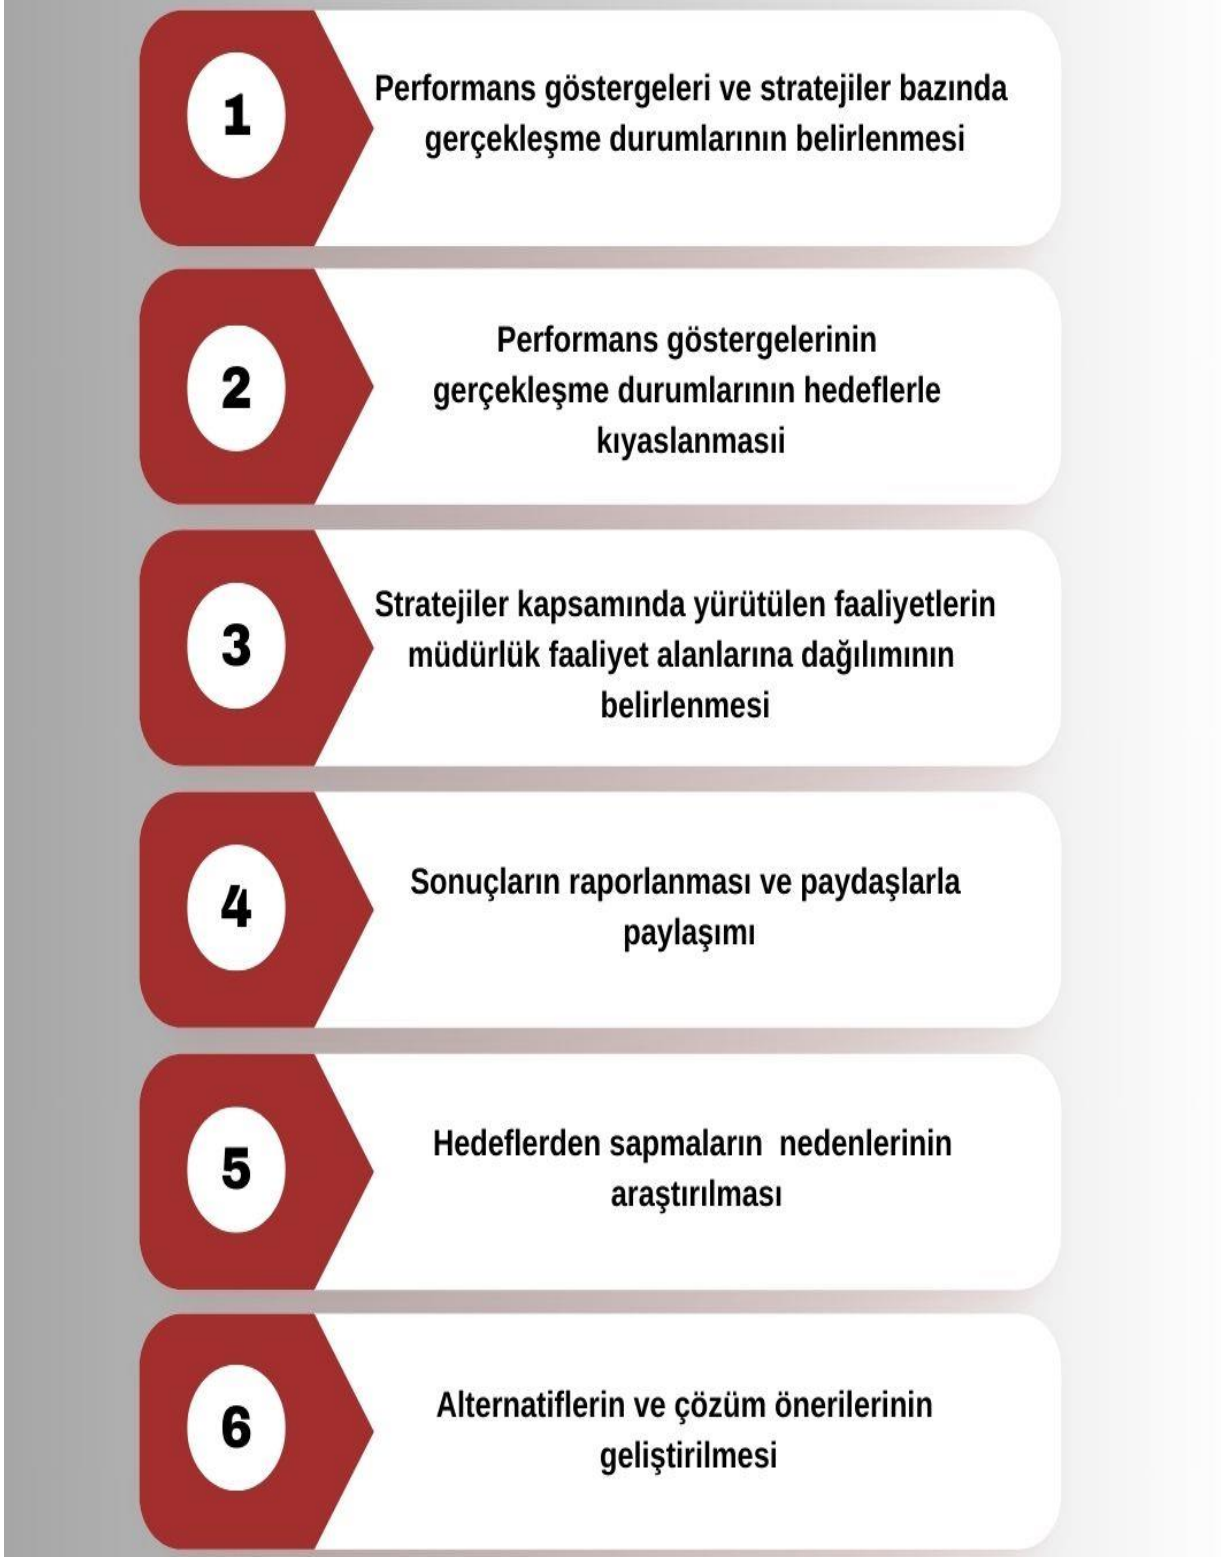 1
Performans göstergeleri ve stratejiler bazında
gerçekleşme durumlarının belirlenmesi
2
Performans göstergelerinin
gerçekleşme durumlarının hedeflerle
kıyaslanmasıi
3
Stratejiler kapsamında yürütülen faaliyetlerin
müdürlük faaliyet alanlarına dağılımının
belirlenmesi
4
Sonuçların raporlanması ve paydaşlarla
paylaşımı
5
Hedeflerden sapmaların nedenlerinin
araştırılması
6
Alternatiflerin ve çözüm önerilerinin
geliştirilmesi